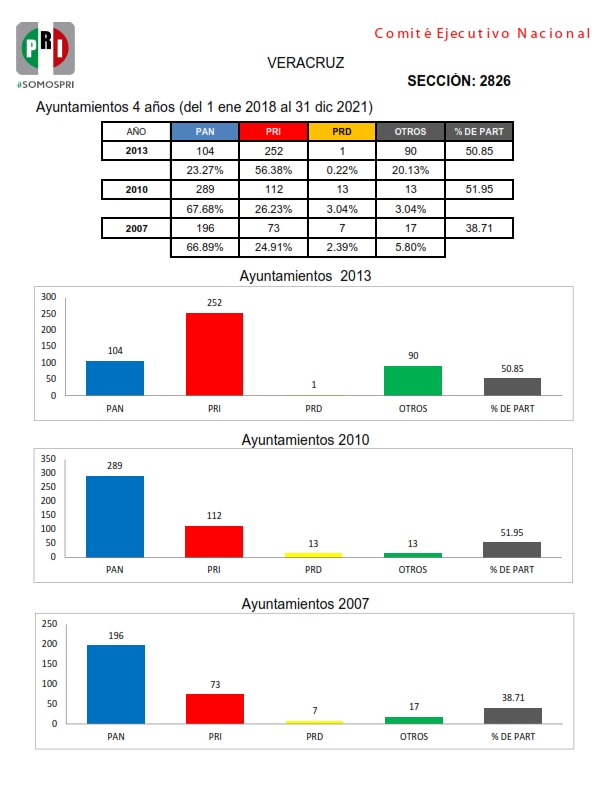 Comité Ejecutivo Nacional
PRI
#SOMOSPRI
VERACRUZ
SECCIÓN: 2826
Ayuntamientos 4 años (del 1 ene 2018 al 31 dic 2021)
AÑO PAN PRI PRD OTROS % DE PART
2013 104 252 1 90 50.85
23.27% 56.38% 0.22% 20.13%
2010 289 112 13 13 51.95
67.68% 26.23% 3.04% 3.04%
2007 196 73 7 17 38.71
66.89% 24.91% 2.39% 5.80%
Ayuntamientos 2013
300
250
200
150
100
50
0
104 252 1 90 50.85
PAN PRI PRD OTROS % DE PART
Ayuntamientos 2010
350
300
250
200
150
100
50
0
289 112 13 13 51.95
PAN PRI PRD OTROS % DE PART
Ayuntamientos 2007
250
200
150
100
50
0
196 73 7 17 38.71
PAN PRI PRD OTROS % DE PART